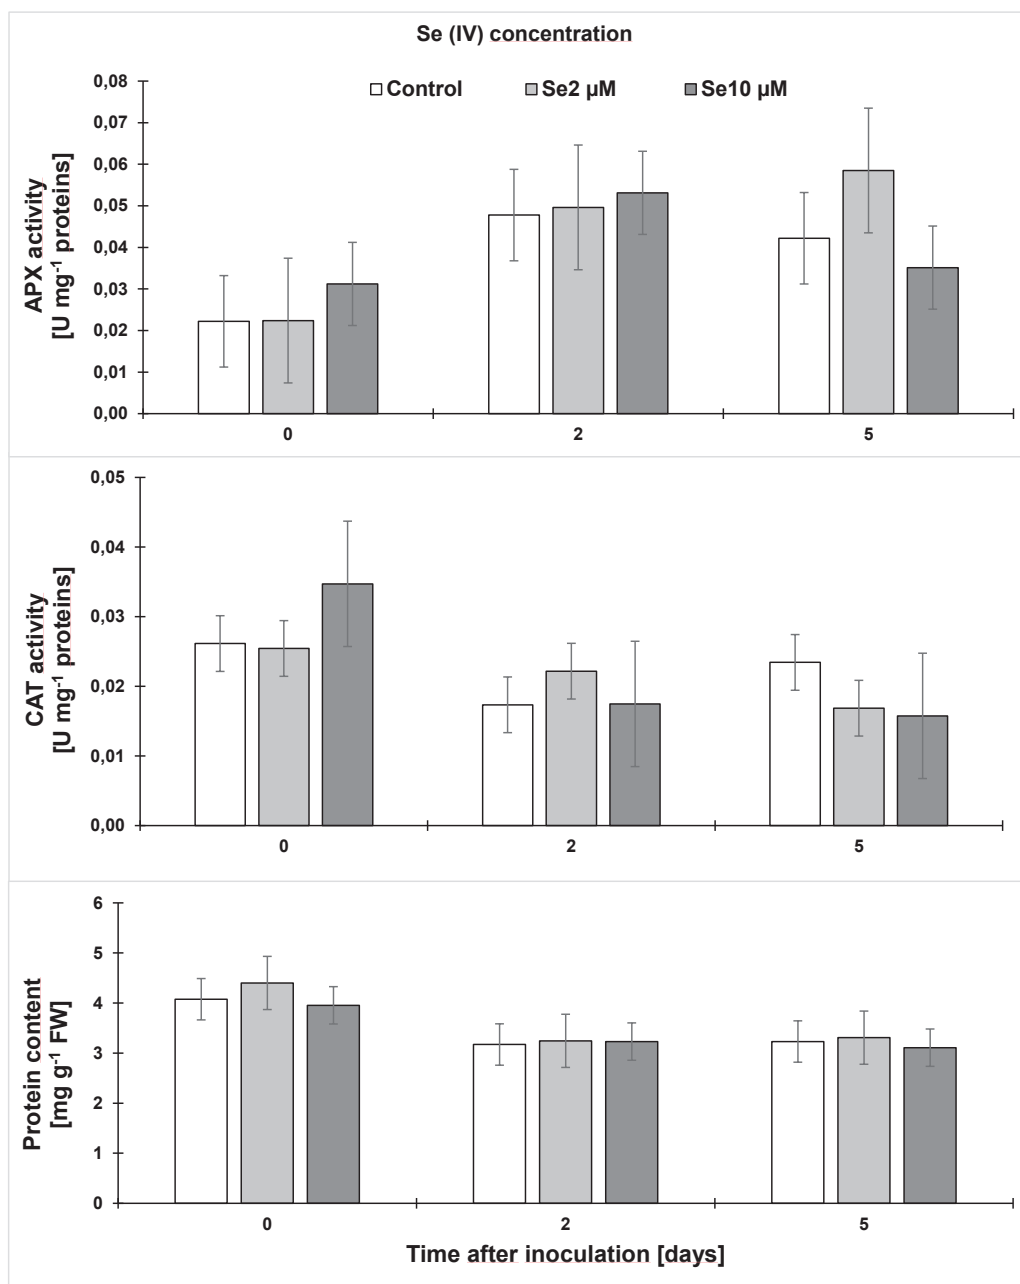 Se (IV) concentration
Control Se2 µM Se10 µM
APX activity
[U mg⁻¹ proteins]
0,08
0,07
0,06
0,05
0,04
0,03
0,02
0,01
0,00
0 2 5
CAT activity
[U mg⁻¹ proteins]
0,05
0,04
0,03
0,02
0,01
0,00
0 2 5
Protein content
[mg g⁻¹ FW]
6
5
4
3
2
1
0
0 2 5
Time after inoculation [days]